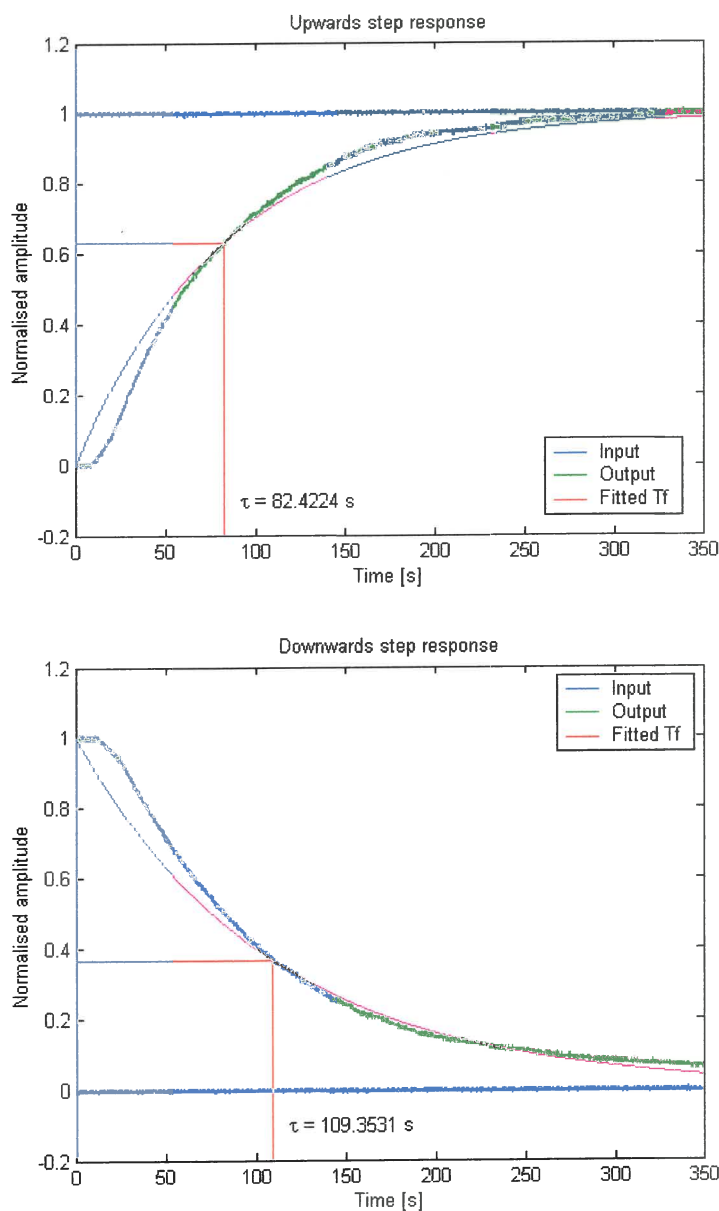 Upwards step response
1.2
1
0.8
0.6
0.4
0.2
0
-0.2
Normalised amplitude
τ = 82.4224 s
Input
Output
Fitted Tf
0 50 100 150 200 250 300 350
Time [s]
Downwards step response
1.2
1
0.8
0.6
0.4
0.2
0
-0.2
Normalised amplitude
Input
Output
Fitted Tf
τ = 109.3531 s
0 50 100 150 200 250 300 350
Time [s]